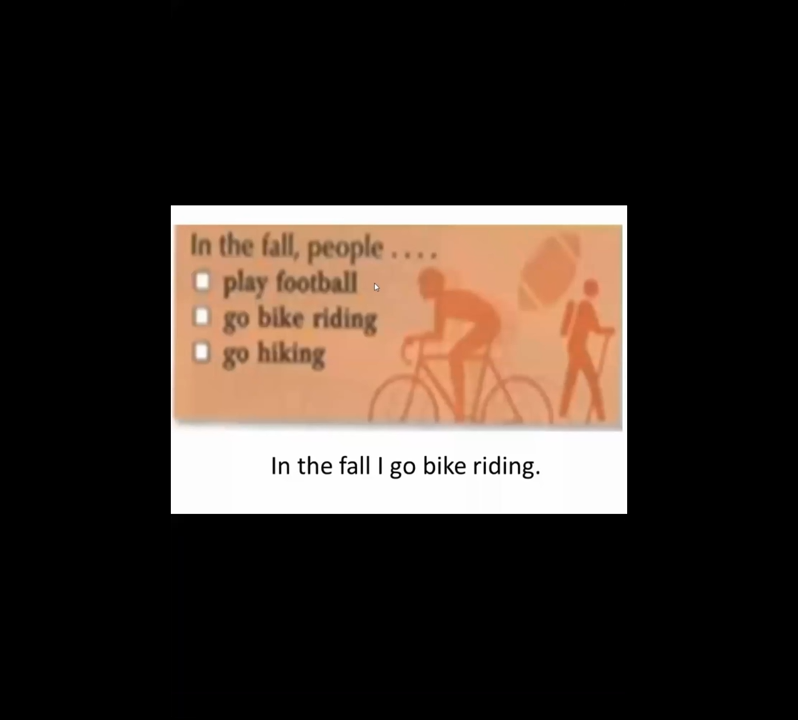 In the fall, people ....
play football
go bike riding
go hiking
In the fall I go bike riding.